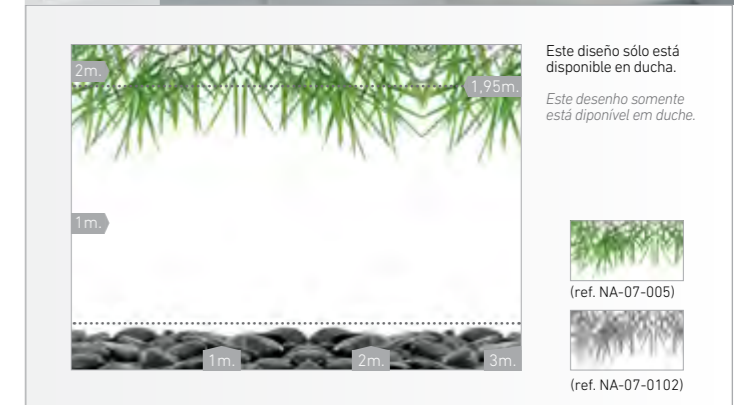 2m.
1,95m.
1m.
1m.
2m.
3m.
Este diseño sólo está
disponible en ducha.
Este desenho somente
está diponível em duche.
(ref. NA-07-005)
(ref. NA-07-0102)